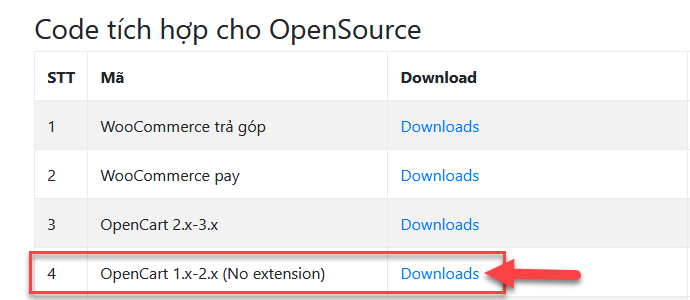 Code tích hợp cho OpenSource
STT Mã Download
1 WooCommerce trả góp Downloads
2 WooCommerce pay Downloads
3 OpenCart 2.x-3.x Downloads
4 OpenCart 1.x-2.x (No extension) Downloads